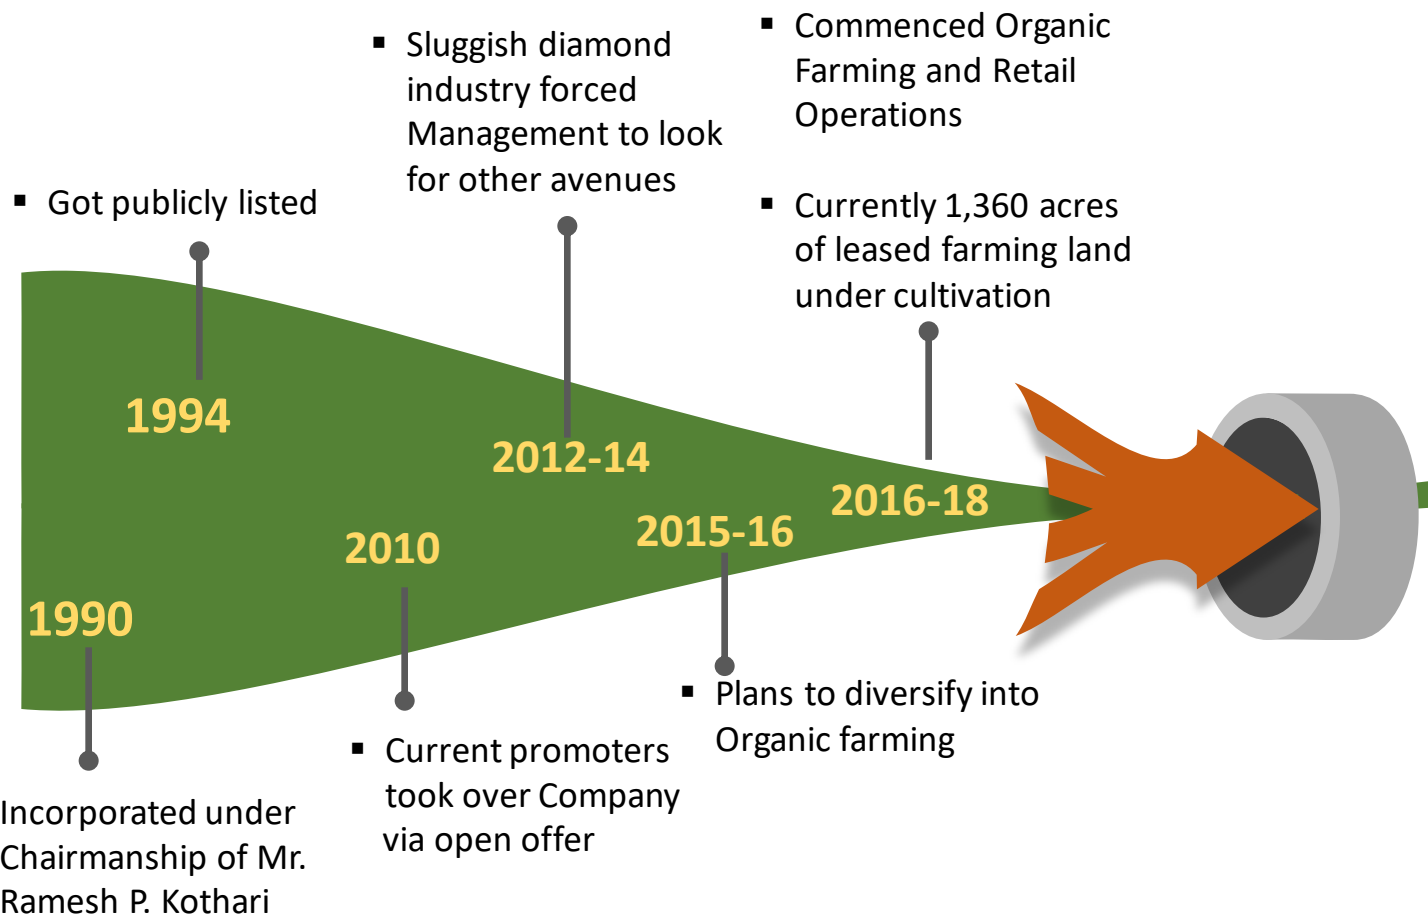 ▪ Got publicly listed
1994
▪ Sluggish diamond
industry forced
Management to look
for other avenues
2012-14
▪ Commenced Organic
Farming and Retail
Operations
▪ Currently 1,360 acres
of leased farming land
under cultivation
2016-18
1990
Incorporated under
Chairmanship of Mr.
Ramesh P. Kothari
2010
▪ Current promoters
took over Company
via open offer
2015-16
▪ Plans to diversify into
Organic farming